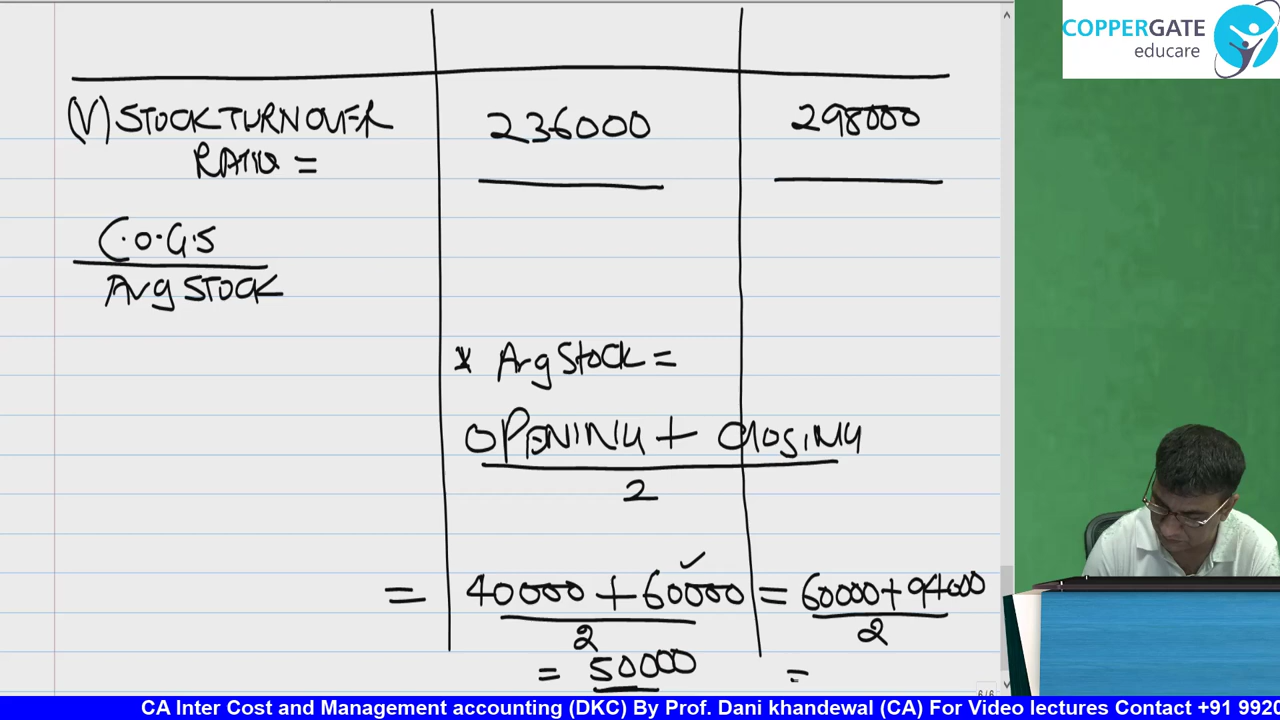 COPPERGATE
educare
(V) STOCK TURNOVER 236000 298000
RATIO =
C.O.G.S
Avg STOCK
* Avg Stock =
OPENING + CLOSING
2
= 40000 + 60000 = 60000 + 94000
2 2
= 50000 =
6/6
CA Inter Cost and Management accounting (DKC) By Prof. Dani khandewal (CA) For Video lectures Contact +91 9920